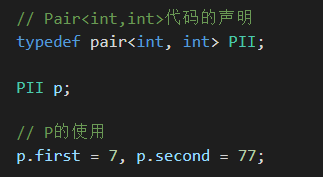 // Pair<int,int>代码的声明
typedef pair<int, int> PII;
PII p;
// P的使用
p.first = 7, p.second = 77;